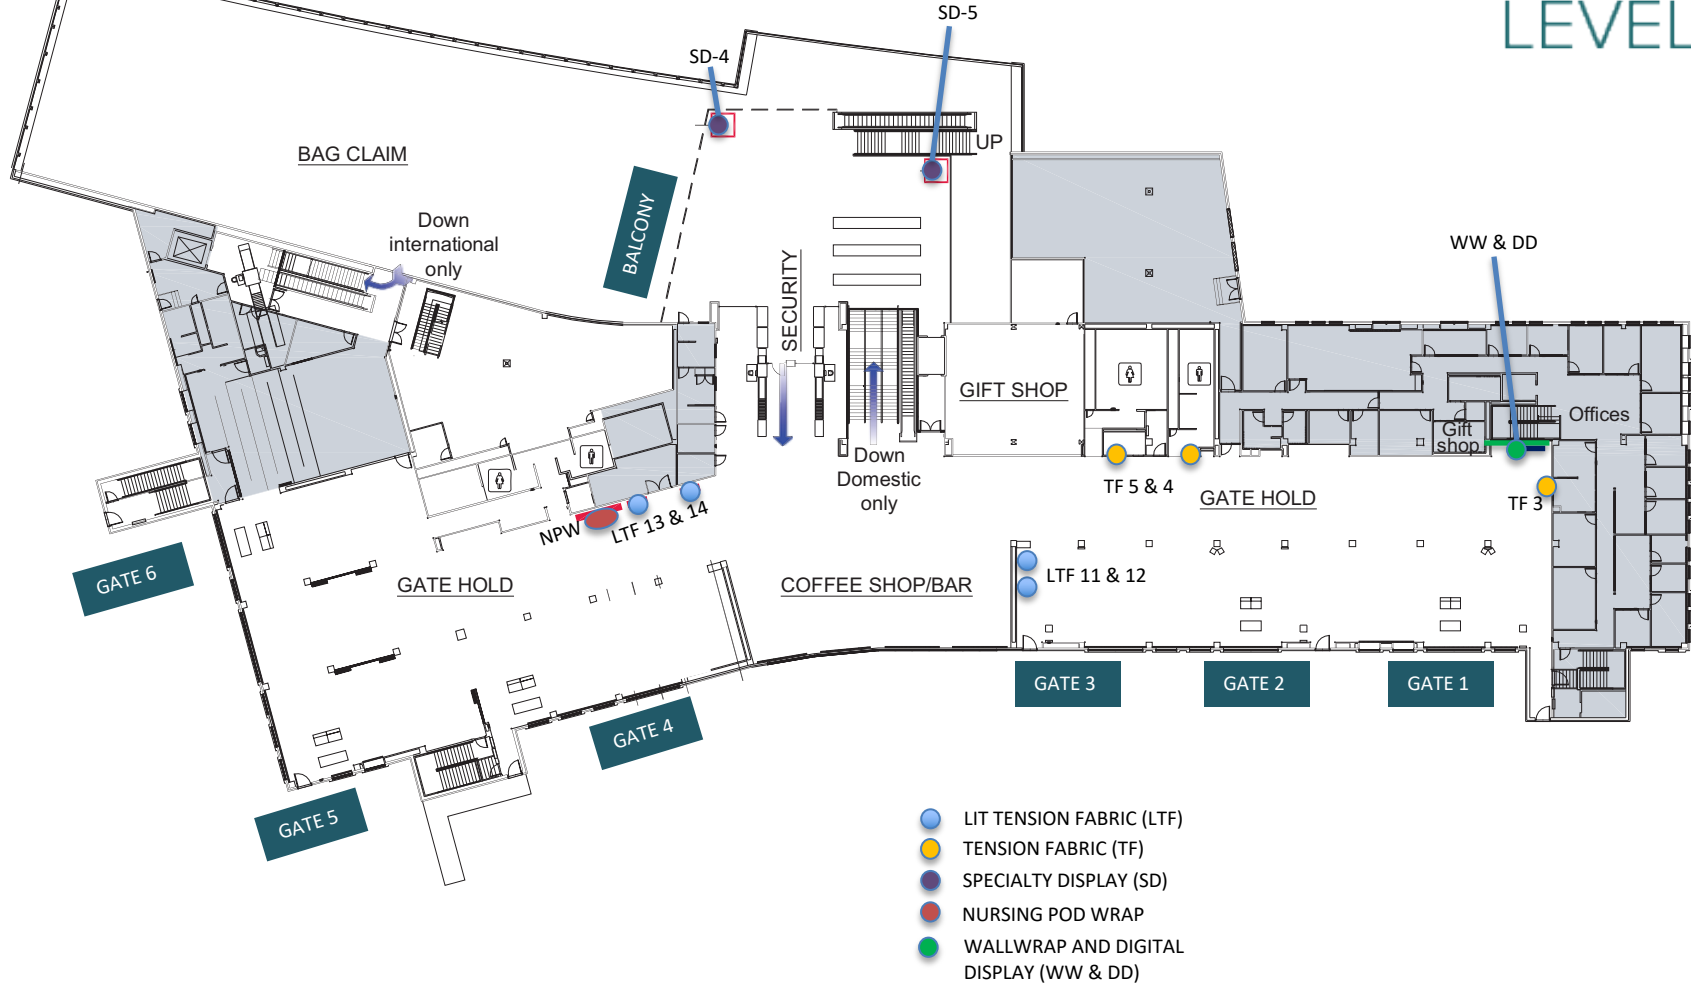 SD-5
LEVEL
SD-4
UP
BAG CLAIM
BALCONY
Down
international
only
SECURITY
WW & DD
GIFT SHOP
Offices
Gift
shop
Down
Domestic
only
TF 5 & 4
GATE HOLD
TF 3
NPW
LTF 13 & 14
GATE 6
GATE HOLD
COFFEE SHOP/BAR
LTF 11 & 12
GATE 3
GATE 2
GATE 1
GATE 4
GATE 5
LIT TENSION FABRIC (LTF)
TENSION FABRIC (TF)
SPECIALTY DISPLAY (SD)
NURSING POD WRAP
WALLWRAP AND DIGITAL
DISPLAY (WW & DD)